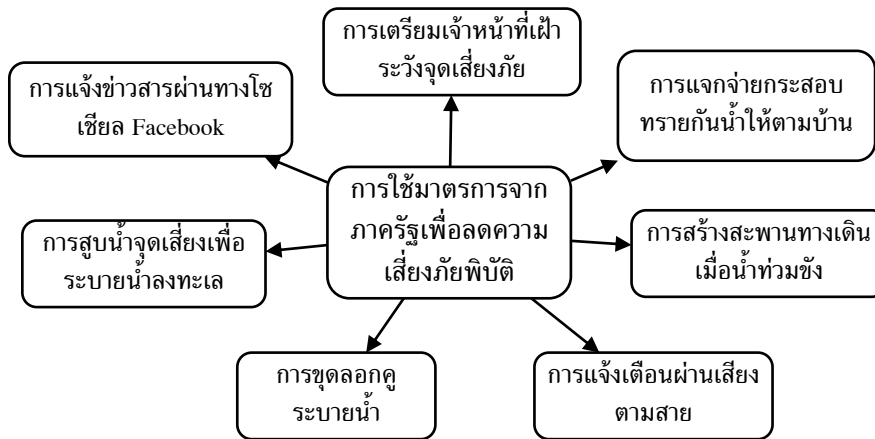 การเตรียมเจ้าหน้าที่เฝ้า
ระวังจุดเสี่ยงภัย
การแจ้งข่าวสารผ่านทางโซ
เชียล Facebook
การแจกจ่ายกระสอบ
ทรายกันน้ำให้ตามบ้าน
การใช้มาตรการจาก
ภาครัฐเพื่อลดความ
เสี่ยงภัยพิบัติ
การสูบน้ำจุดเสี่ยงเพื่อ
ระบายน้ำลงทะเล
การสร้างสะพานทางเดิน
เมื่อน้ำท่วมขัง
การขุดลอกคู
ระบายน้ำ
การแจ้งเตือนผ่านเสียง
ตามสาย